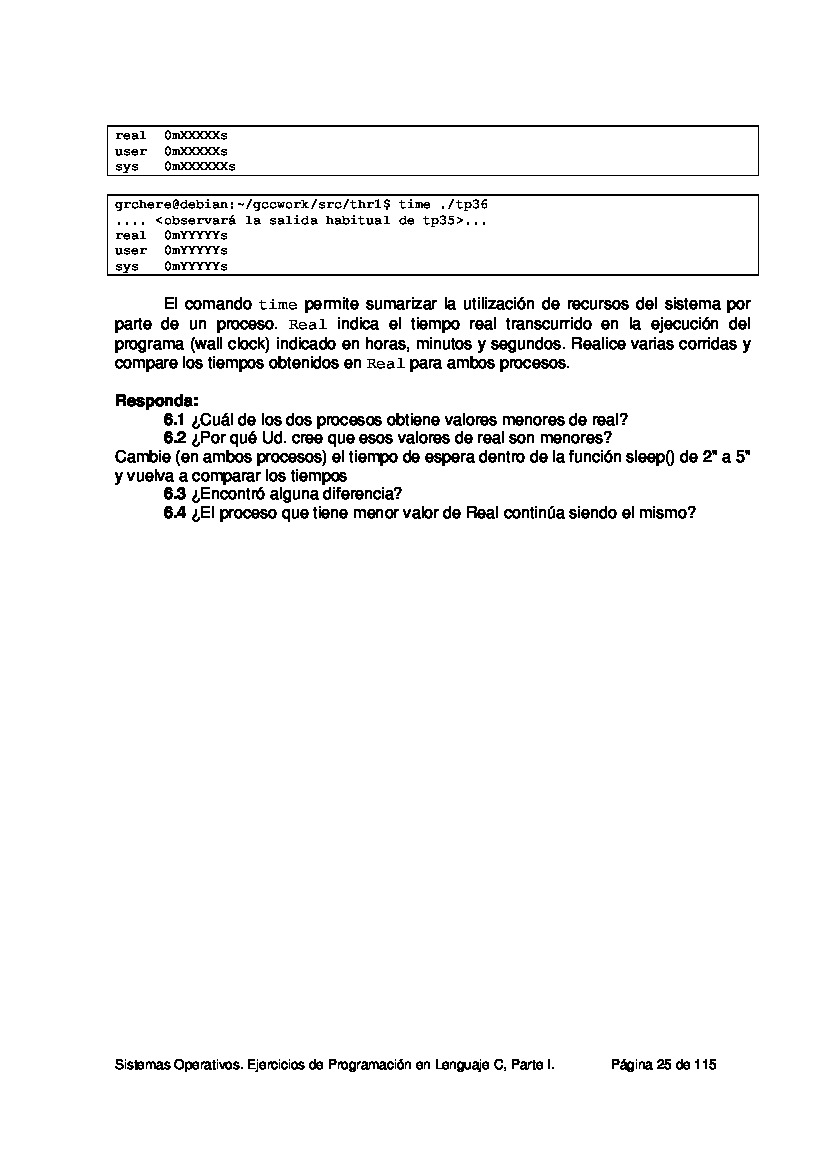 real 0mXXXXXs
user 0mXXXXXs
sys 0mXXXXXXs
grchere@debian:~/gccwork/src/thr1$ time ./tp36
.... <observará la salida habitual de tp35>...
real 0mYYYYYs
user 0mYYYYYs
sys 0mYYYYYs
El comando time permite sumarizar la utilización de recursos del sistema por
parte de un proceso. Real indica el tiempo real transcurrido en la ejecución del
programa (wall clock) indicado en horas, minutos y segundos. Realice varias corridas y
compare los tiempos obtenidos en Real para ambos procesos.
Responda:
6.1 ¿Cuál de los dos procesos obtiene valores menores de real?
6.2 ¿Por qué Ud. cree que esos valores de real son menores?
Cambie (en ambos procesos) el tiempo de espera dentro de la función sleep() de 2" a 5"
y vuelva a comparar los tiempos
6.3 ¿Encontró alguna diferencia?
6.4 ¿El proceso que tiene menor valor de Real continúa siendo el mismo?
Sistemas Operativos. Ejercicios de Programación en Lenguaje C, Parte I. Página 25 de 115